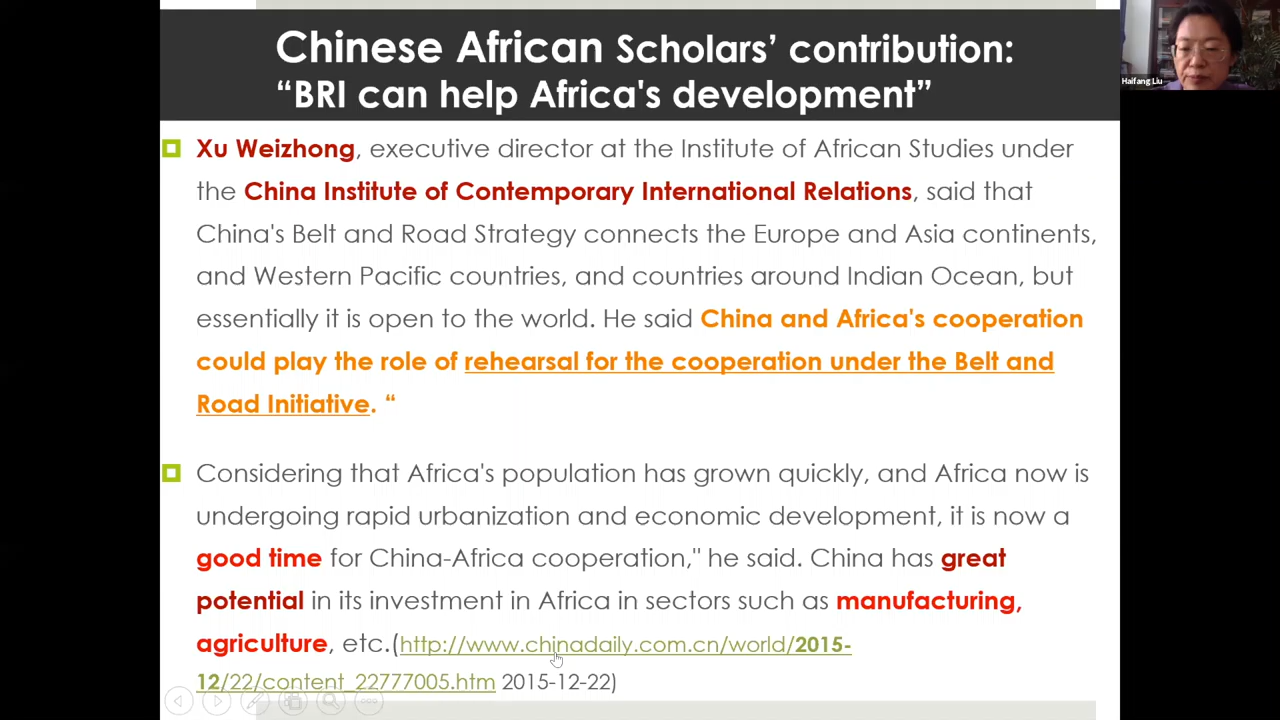 Chinese African Scholars’ contribution:
“BRI can help Africa's development”
Haifang Liu
Xu Weizhong, executive director at the Institute of African Studies under
the China Institute of Contemporary International Relations, said that
China's Belt and Road Strategy connects the Europe and Asia continents,
and Western Pacific countries, and countries around Indian Ocean, but
essentially it is open to the world. He said China and Africa's cooperation
could play the role of rehearsal for the cooperation under the Belt and
Road Initiative. “
Considering that Africa's population has grown quickly, and Africa now is
undergoing rapid urbanization and economic development, it is now a
good time for China-Africa cooperation," he said. China has great
potential in its investment in Africa in sectors such as manufacturing,
agriculture, etc.(http://www.chinadaily.com.cn/world/2015-
12/22/content_22777005.htm 2015-12-22)